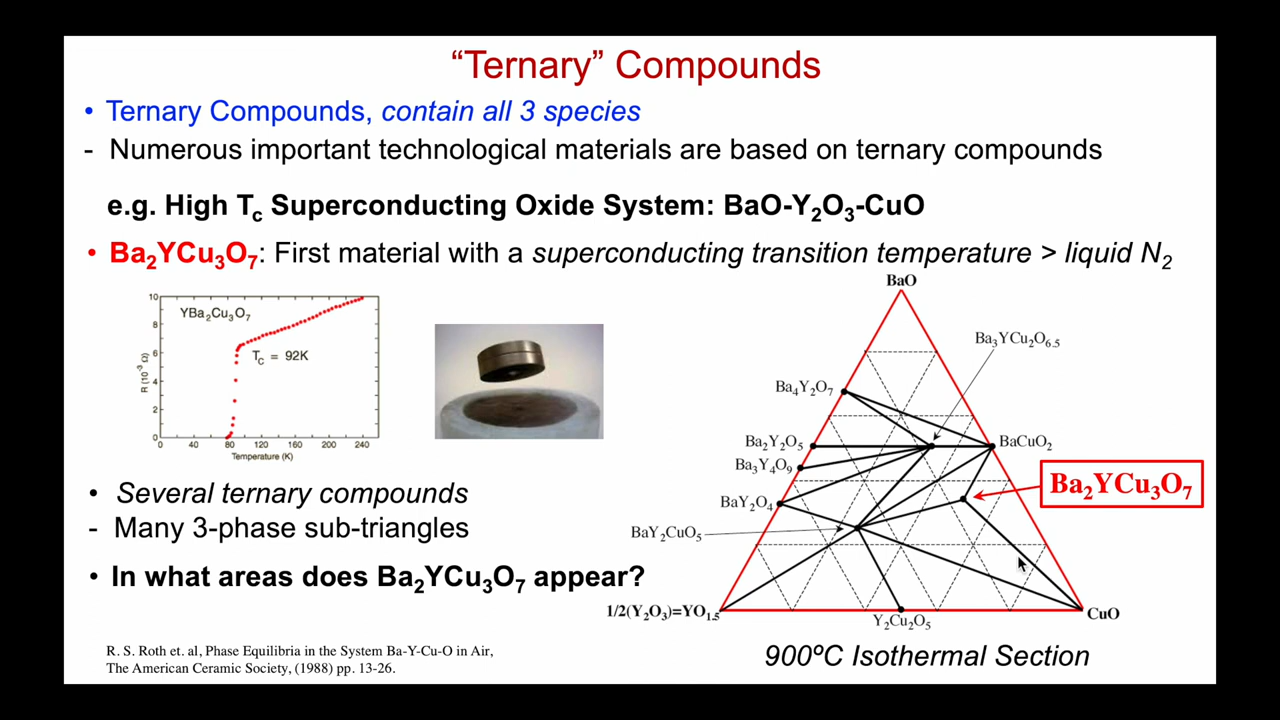 “Ternary” Compounds
• Ternary Compounds, contain all 3 species
- Numerous important technological materials are based on ternary compounds
e.g. High Tc Superconducting Oxide System: BaO-Y2O3-CuO
• Ba2YCu3O7: First material with a superconducting transition temperature > liquid N2
10
8
6
4
2
0
R (10⁻³ Ω)
YBa2Cu3O7
Tc = 92K
0 40 80 120 160 200 240
Temperature (K)
BaO
Ba3YCu2O6.5
Ba4Y2O7
Ba2Y2O5
BaCuO2
Ba3Y4O9
Ba2YCu3O7
BaY2O4
BaY2CuO5
1/2(Y2O3)=YO1.5
Y2Cu2O5
CuO
900ºC Isothermal Section
• Several ternary compounds
- Many 3-phase sub-triangles
• In what areas does Ba2YCu3O7 appear?
R. S. Roth et. al, Phase Equilibria in the System Ba-Y-Cu-O in Air,
The American Ceramic Society, (1988) pp. 13-26.